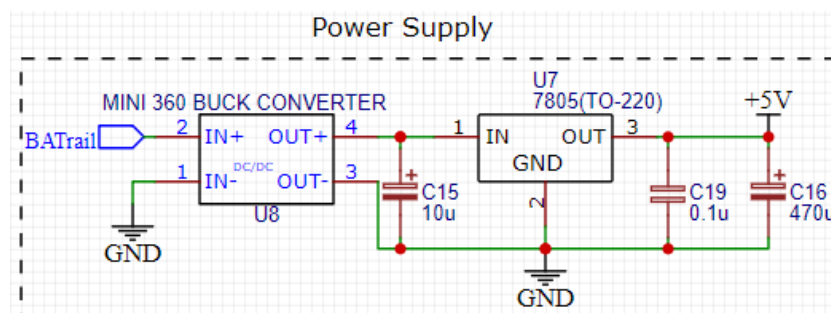 Power Supply
MINI 360 BUCK CONVERTER
U7
7805(TO-220)
+5V
BATrail
2 IN+ OUT+ 4
DC/DC
1 IN- OUT- 3
U8
1 IN OUT 3
GND
2
+
C15
10u
C19
0.1u
+
C16
470u
GND
GND